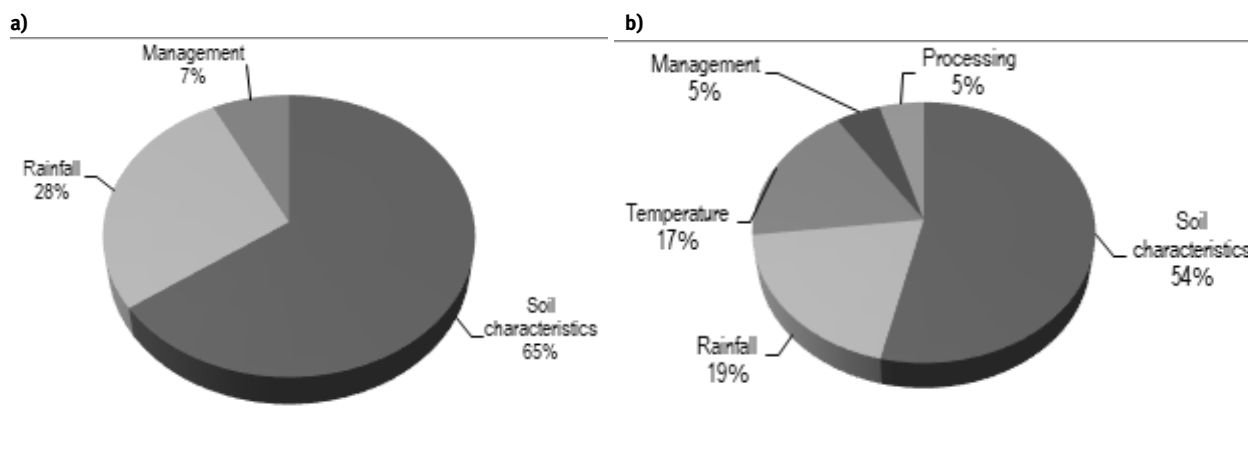 a)
Management
7%
Rainfall
28%
Soil
characteristics
65%
b)
Management
5%
Processing
5%
Temperature
17%
Soil
characteristics
54%
Rainfall
19%